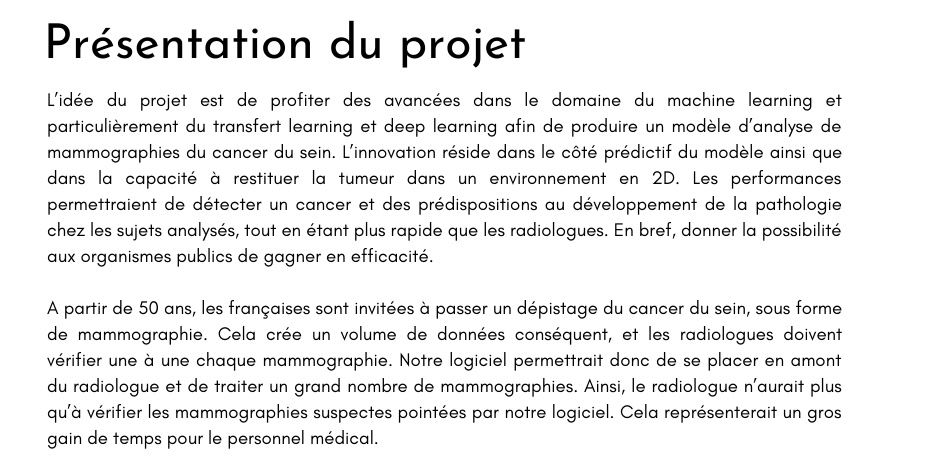 Présentation du projet
L’idée du projet est de profiter des avancées dans le domaine du machine learning et
particulièrement du transfert learning et deep learning afin de produire un modèle d’analyse de
mammographies du cancer du sein. L’innovation réside dans le côté prédictif du modèle ainsi que
dans la capacité à restituer la tumeur dans un environnement en 2D. Les performances
permettraient de détecter un cancer et des prédispositions au développement de la pathologie
chez les sujets analysés, tout en étant plus rapide que les radiologues. En bref, donner la possibilité
aux organismes publics de gagner en efficacité.
A partir de 50 ans, les françaises sont invitées à passer un dépistage du cancer du sein, sous forme
de mammographie. Cela crée un volume de données conséquent, et les radiologues doivent
vérifier une à une chaque mammographie. Notre logiciel permettrait donc de se placer en amont
du radiologue et de traiter un grand nombre de mammographies. Ainsi, le radiologue n’aurait plus
qu’à vérifier les mammographies suspectes pointées par notre logiciel. Cela représenterait un gros
gain de temps pour le personnel médical.